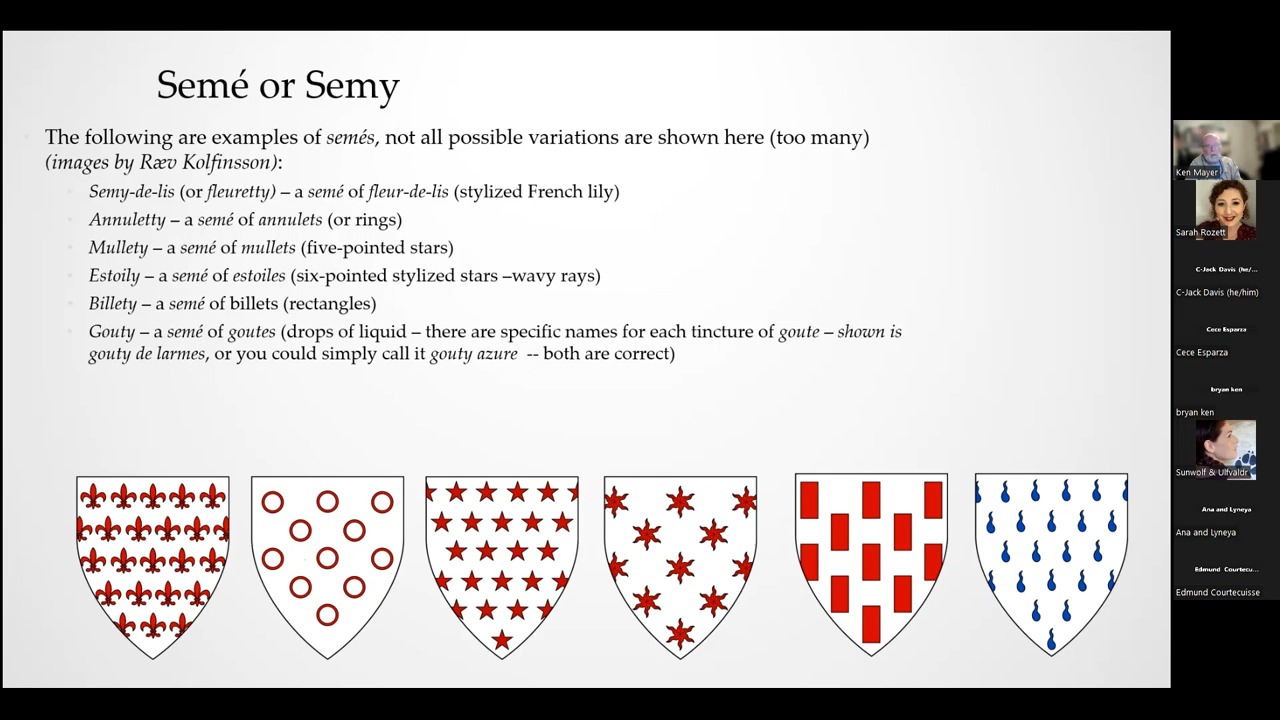 Semé or Semy
The following are examples of semés, not all possible variations are shown here (too many)
(images by Ræv Kolfinsson):
Semy-de-lis (or fleuretty) – a semé of fleur-de-lis (stylized French lily)
Annuletty – a semé of annulets (or rings)
Mullety – a semé of mullets (five-pointed stars)
Estoily – a semé of estoiles (six-pointed stylized stars –wavy rays)
Billety – a semé of billets (rectangles)
Gouty – a semé of goutes (drops of liquid – there are specific names for each tincture of goute – shown is
gouty de larmes, or you could simply call it gouty azure -- both are correct)
Ken Mayer
Sarah Rozett
C-Jack Davis (he/...
C-Jack Davis (he/him)
Cece Esparza
Cece Esparza
bryan ken
bryan ken
Sunwolf & Ulfvaldr
Ana and Lyneya
Ana and Lyneya
Edmund Courtecu...
Edmund Courtecuisse